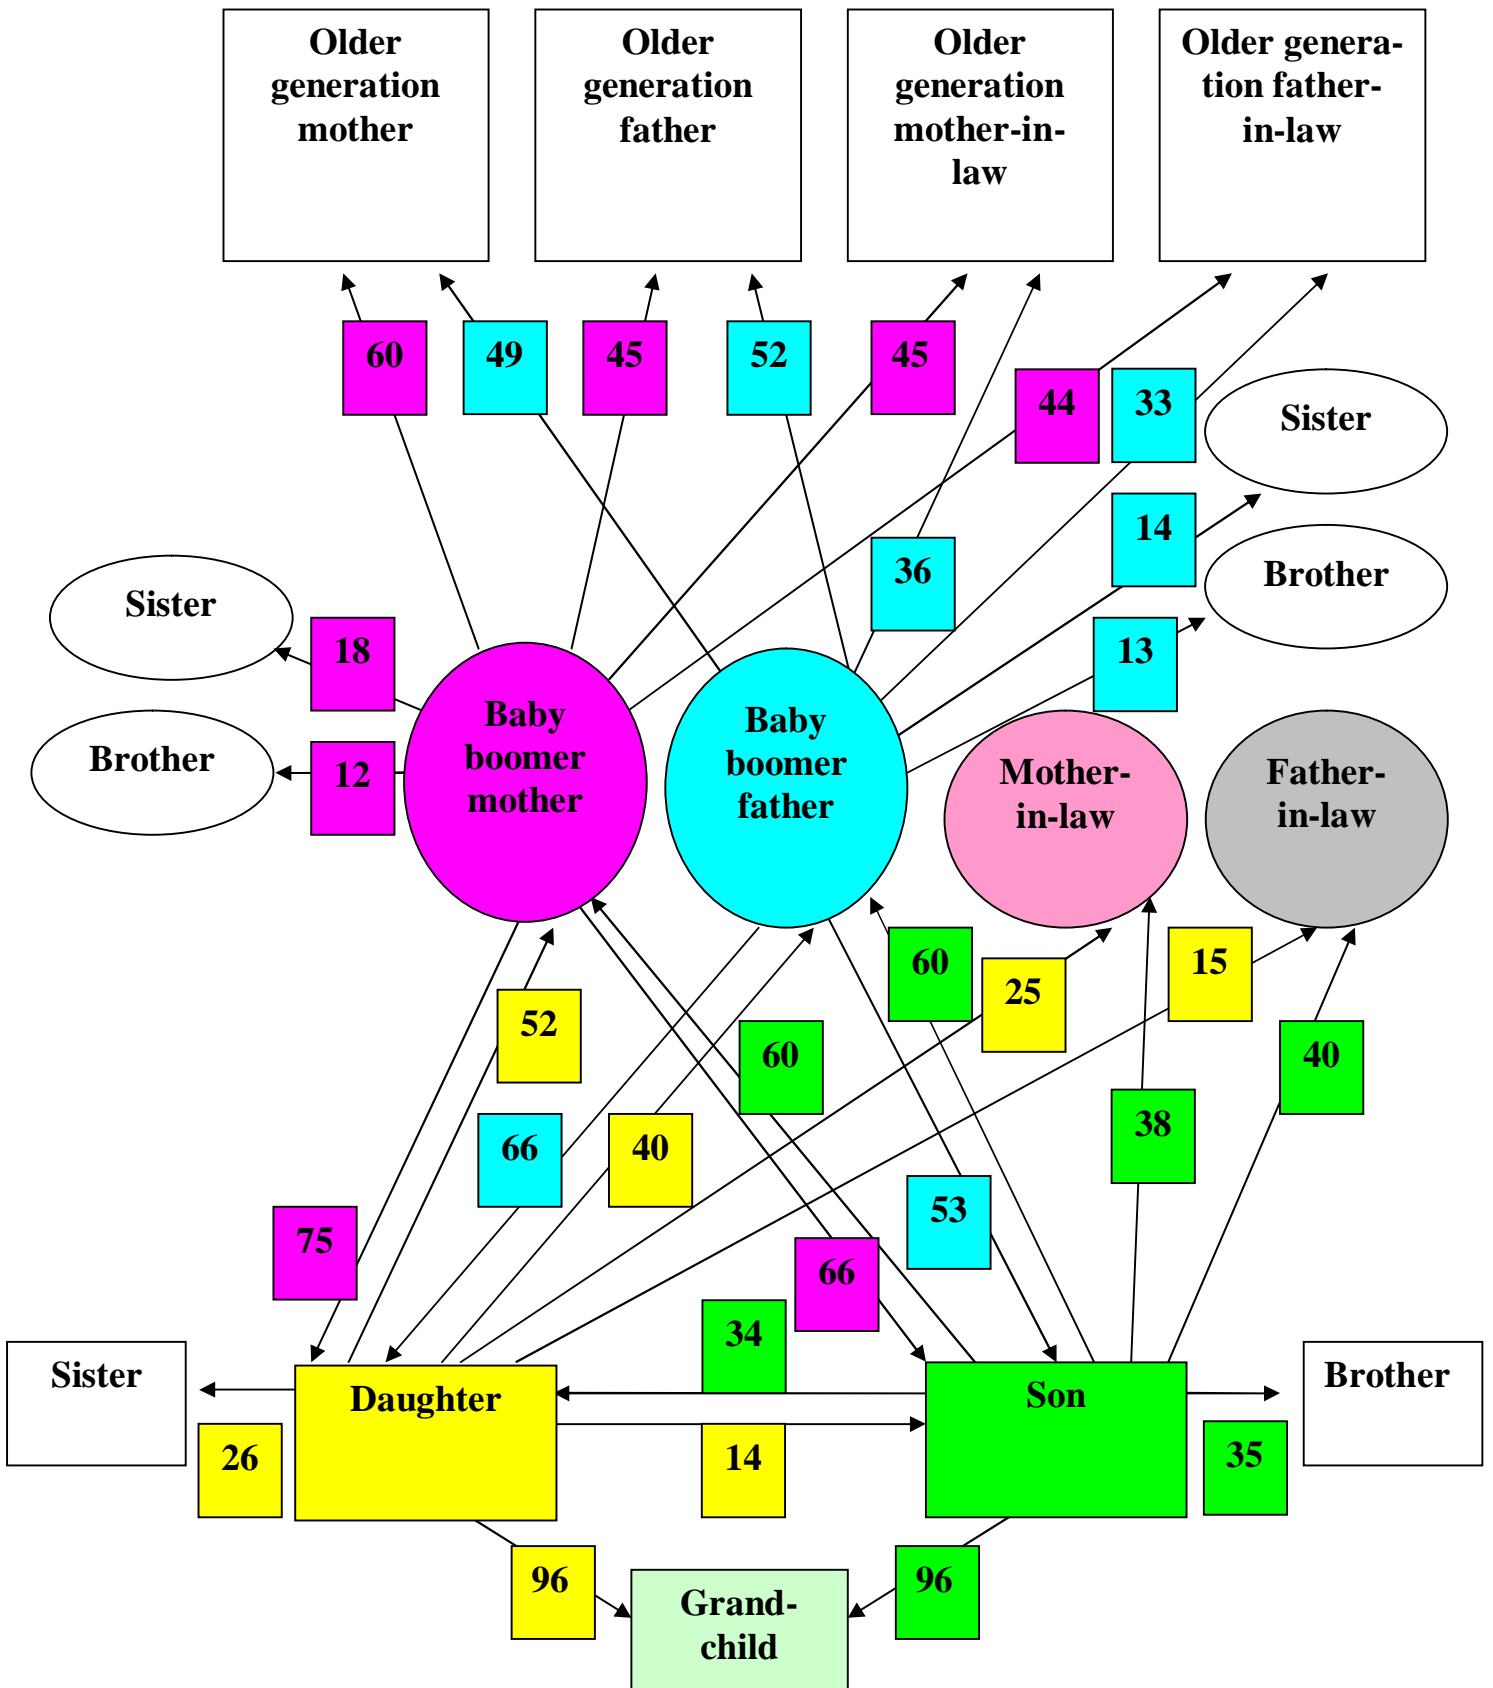 Older
generation
mother
Older
generation
father
Older
generation
mother-in-
law
Older genera-
tion father-
in-law
60
49
45
52
45
44
33
Sister
14
36
Brother
Sister
18
13
Brother
12
Baby
boomer
mother
Baby
boomer
father
Mother-
in-law
Father-
in-law
60
25
15
52
60
40
66
40
38
75
53
66
34
Sister
Daughter
Son
Brother
26
14
35
96
96
Grand-
child